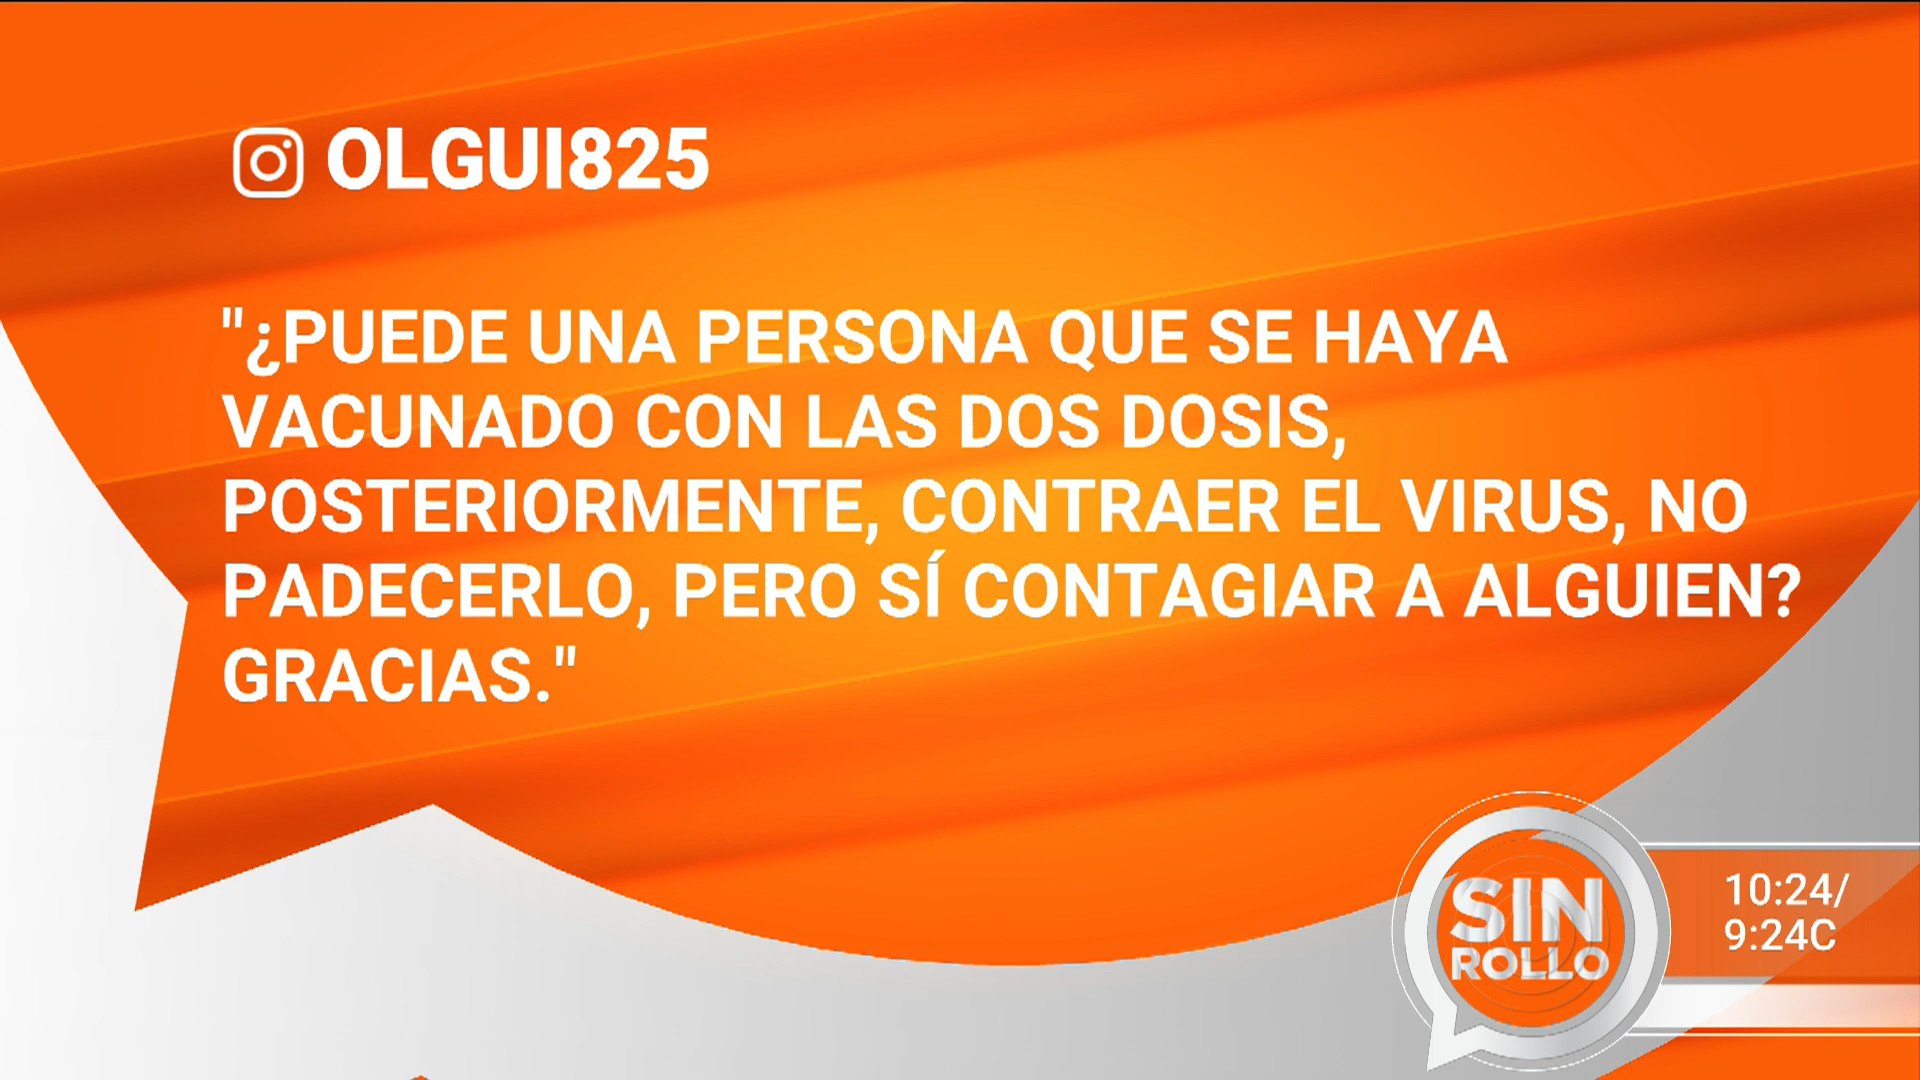 OLGUI825
"¿PUEDE UNA PERSONA QUE SE HAYA
VACUNADO CON LAS DOS DOSIS,
POSTERIORMENTE, CONTRAER EL VIRUS, NO
PADECERLO, PERO SÍ CONTAGIAR A ALGUIEN?
GRACIAS."
SIN
ROLLO
10:24/
9:24C